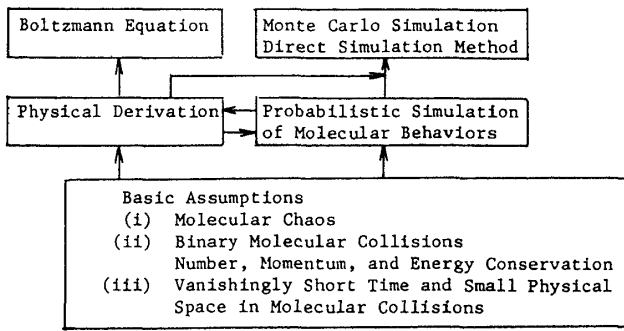 Boltzmann Equation
Monte Carlo Simulation
Direct Simulation Method
Physical Derivation
Probabilistic Simulation
of Molecular Behaviors
Basic Assumptions
(i) Molecular Chaos
(ii) Binary Molecular Collisions
Number, Momentum, and Energy Conservation
(iii) Vanishingly Short Time and Small Physical
Space in Molecular Collisions